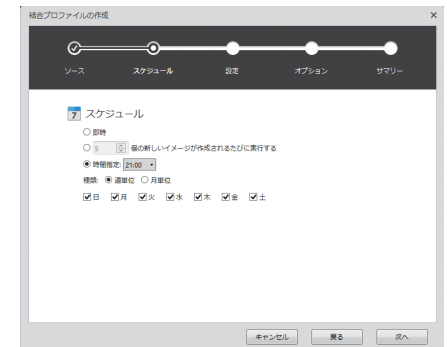 結合プロファイルの作成
ソース スケジュール 設定 オプション サマリー
7 スケジュール
即時
5 個の新しいイメージが作成されるたびに実行する
時間指定: 21:00
種類: 週単位 月単位
日 月 火 水 木 金 土
キャンセル 戻る 次へ